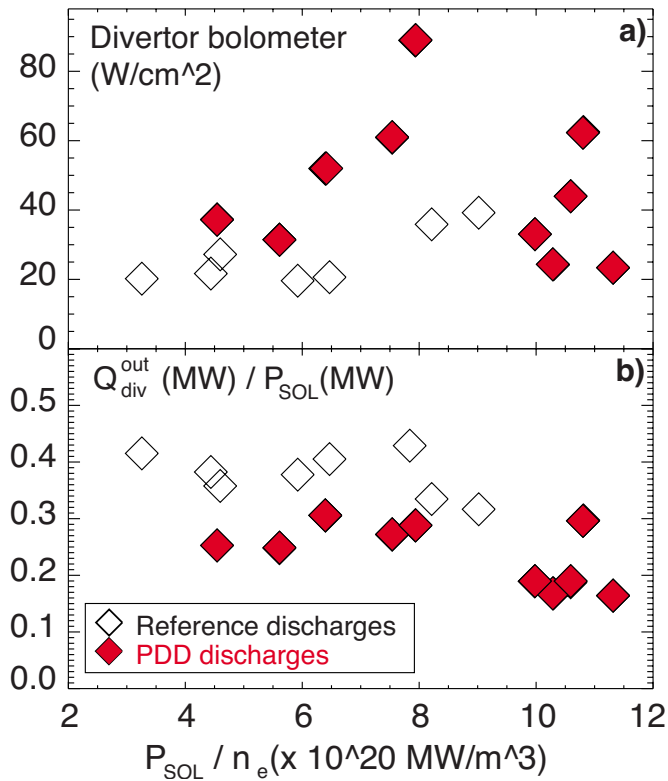 Divertor bolometer
(W/cm^2)
a)
80
60
40
20
0
Q_div^out (MW) / P_SOL(MW)
b)
0.5
0.4
0.3
0.2
0.1
0.0
Reference discharges
PDD discharges
2 4 6 8 10 12
P_SOL / n_e(x 10^20 MW/m^3)